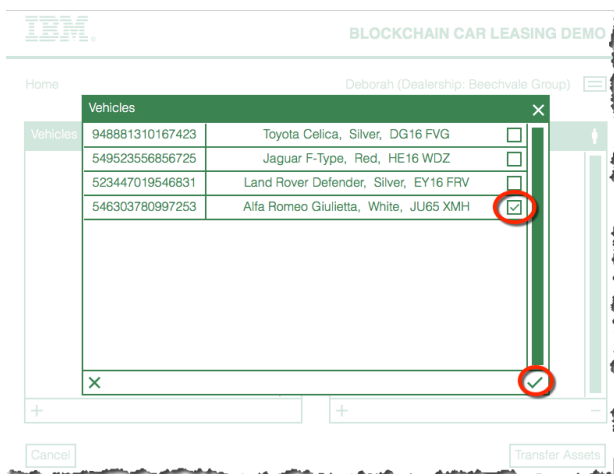 IBM.
BLOCKCHAIN CAR LEASING DEMO
Home
Deborah (Dealership: Beechvale Group)
Vehicles
Vehicles
948881310167423 Toyota Celica, Silver, DG16 FVG
549523556856725 Jaguar F-Type, Red, HE16 WDZ
523447019546831 Land Rover Defender, Silver, EY16 FRV
546303780997253 Alfa Romeo Giulietta, White, JU65 XMH
Cancel
Transfer Assets